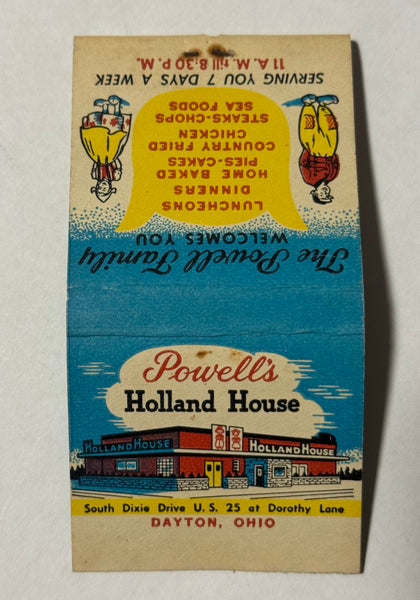 Powell's
Holland House
HOLLAND HOUSE
HOLLAND HOUSE
South Dixie Drive U. S. 25 at Dorothy Lane
DAYTON, OHIO
The Powell Family
WELCOMES YOU
LUNCHEONS
DINNERS
HOME BAKED
PIES-CAKES
COUNTRY FRIED
CHICKEN
STEAKS-CHOPS
SEA FOODS
SERVING YOU 7 DAYS A WEEK
11 A.M. till 8:30 P.M.